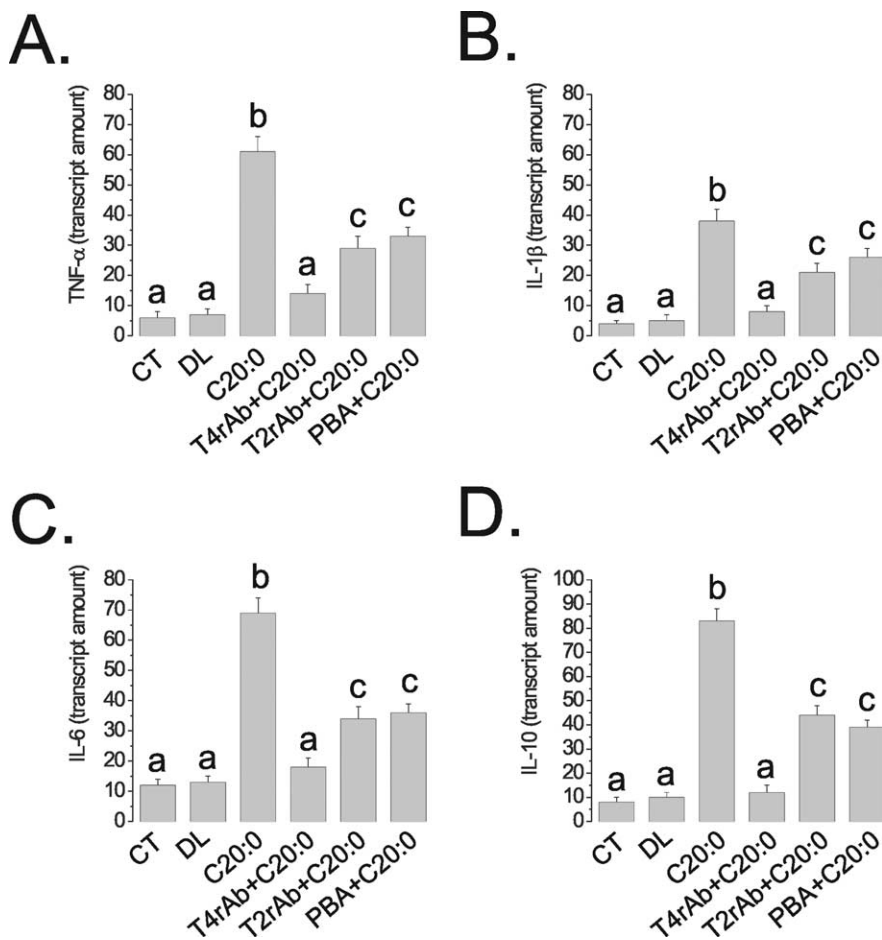 A.
TNF-α (transcript amount)
80
70
60
50
40
30
20
10
0
a
a
b
a
c
c
CT
DL
C20:0
T4rAb+C20:0
T2rAb+C20:0
PBA+C20:0
B.
IL-1β (transcript amount)
80
70
60
50
40
30
20
10
0
a
a
b
a
c
c
CT
DL
C20:0
T4rAb+C20:0
T2rAb+C20:0
PBA+C20:0
C.
IL-6 (transcript amount)
80
70
60
50
40
30
20
10
0
a
a
b
a
c
c
CT
DL
C20:0
T4rAb+C20:0
T2rAb+C20:0
PBA+C20:0
D.
IL-10 (transcript amount)
100
90
80
70
60
50
40
30
20
10
0
a
a
b
a
c
c
CT
DL
C20:0
T4rAb+C20:0
T2rAb+C20:0
PBA+C20:0